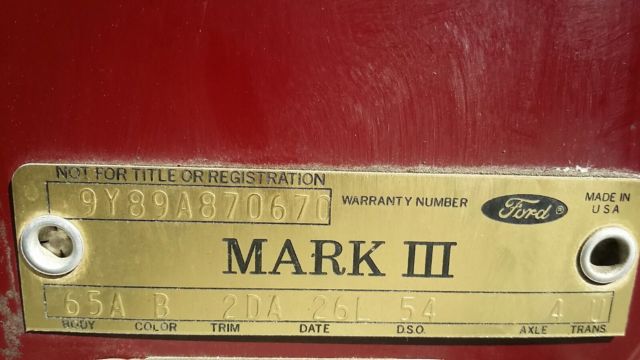 NOT FOR TITLE OR REGISTRATION
9Y89A870670 WARRANTY NUMBER Ford ® MADE IN U S A
MARK III
65A B 2DA 26L 54 4 U
BODY COLOR TRIM DATE D.S.O. AXLE TRANS